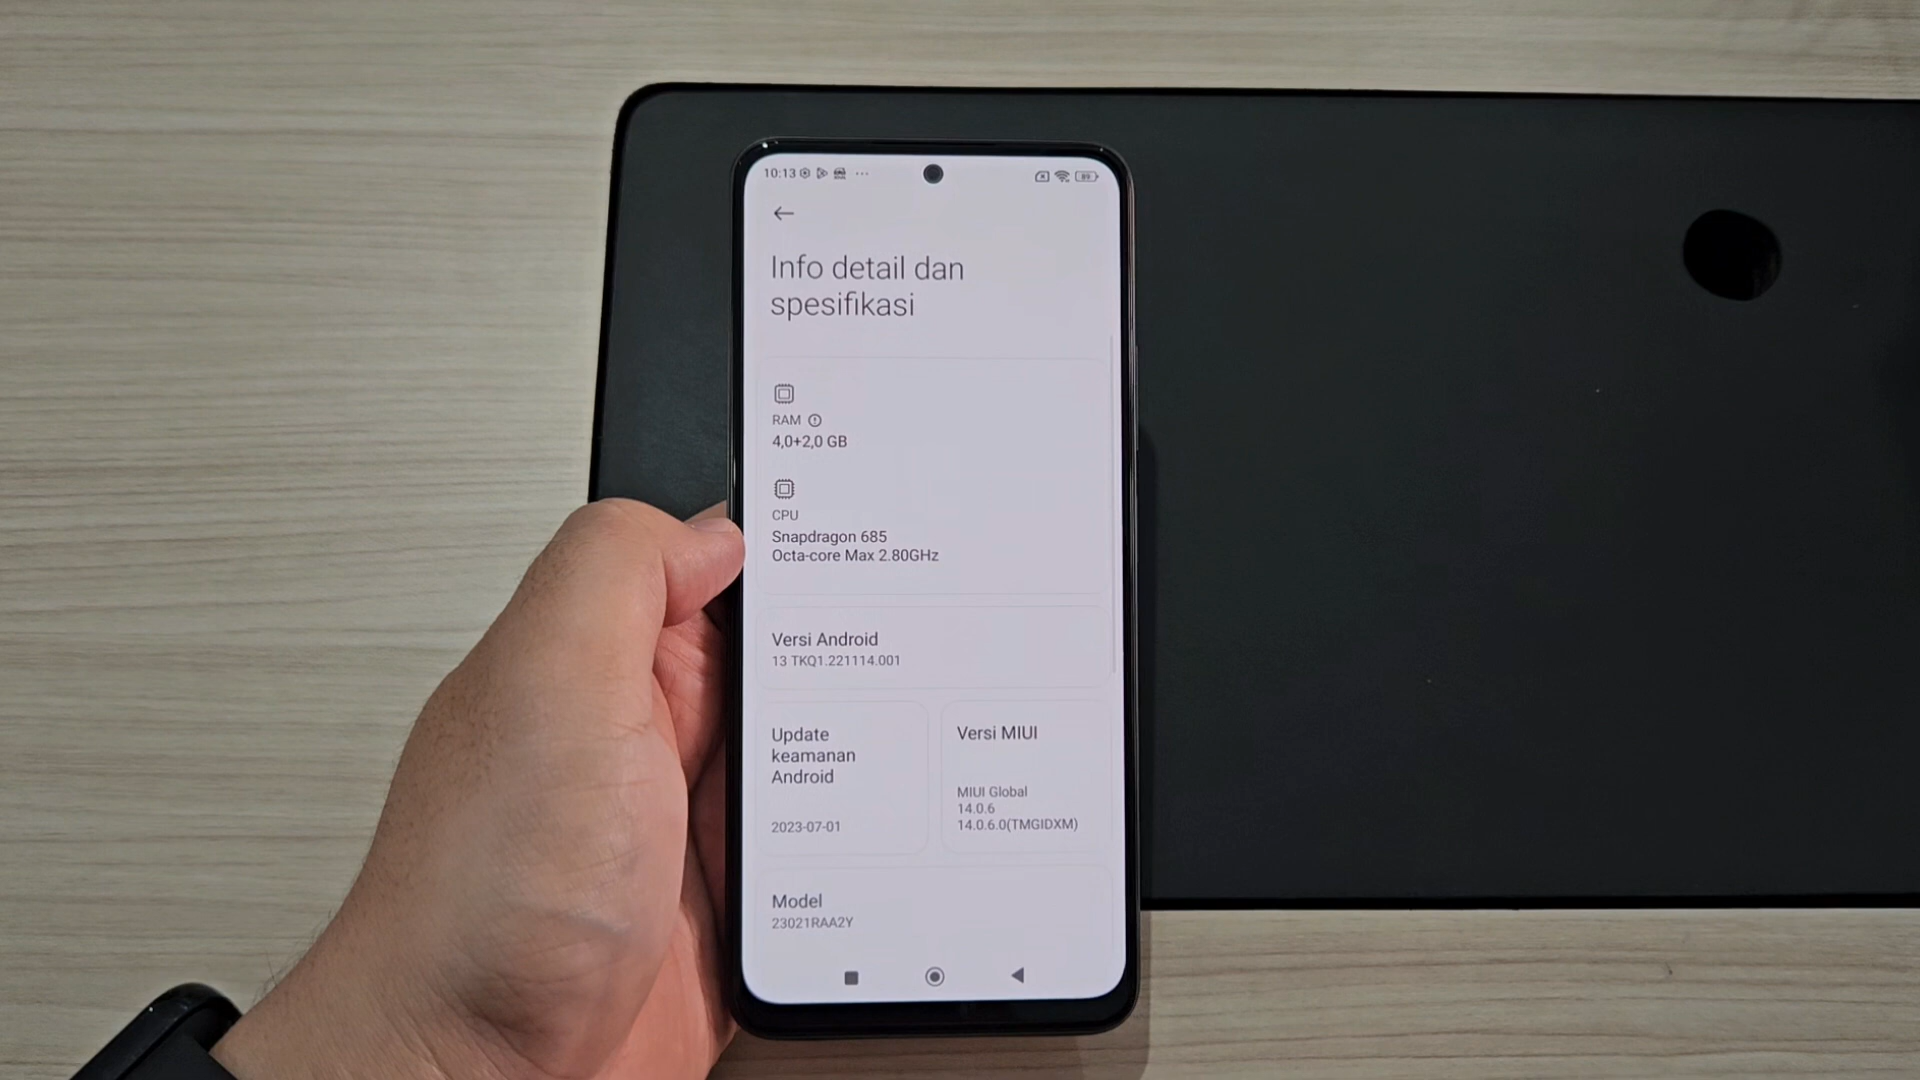 10:13
89
Info detail dan
spesifikasi
RAM
4,0+2,0 GB
CPU
Snapdragon 685
Octa-core Max 2.80GHz
Versi Android
13 TKQ1.221114.001
Update
keamanan
Android
2023-07-01
Versi MIUI
MIUI Global
14.0.6
14.0.6.0(TMGIDXM)
Model
23021RAA2Y